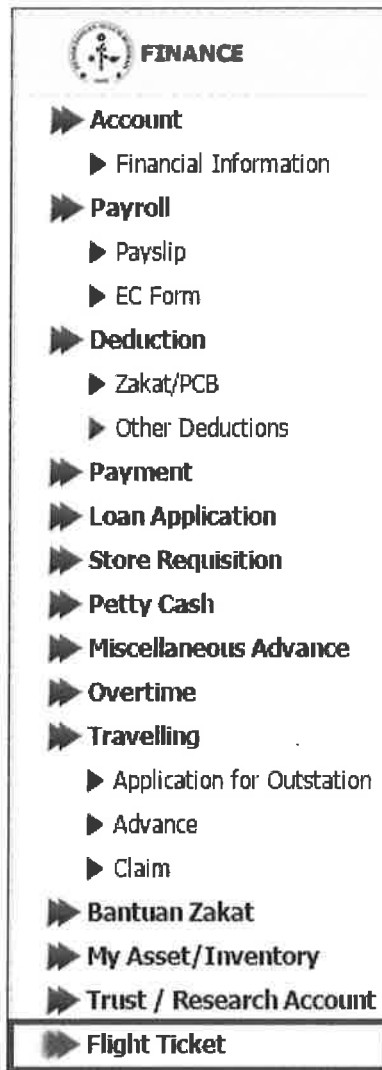 FINANCE
Account
Financial Information
Payroll
Payslip
EC Form
Deduction
Zakat/PCB
Other Deductions
Payment
Loan Application
Store Requisition
Petty Cash
Miscellaneous Advance
Overtime
Travelling
Application for Outstation
Advance
Claim
Bantuan Zakat
My Asset/Inventory
Trust / Research Account
Flight Ticket